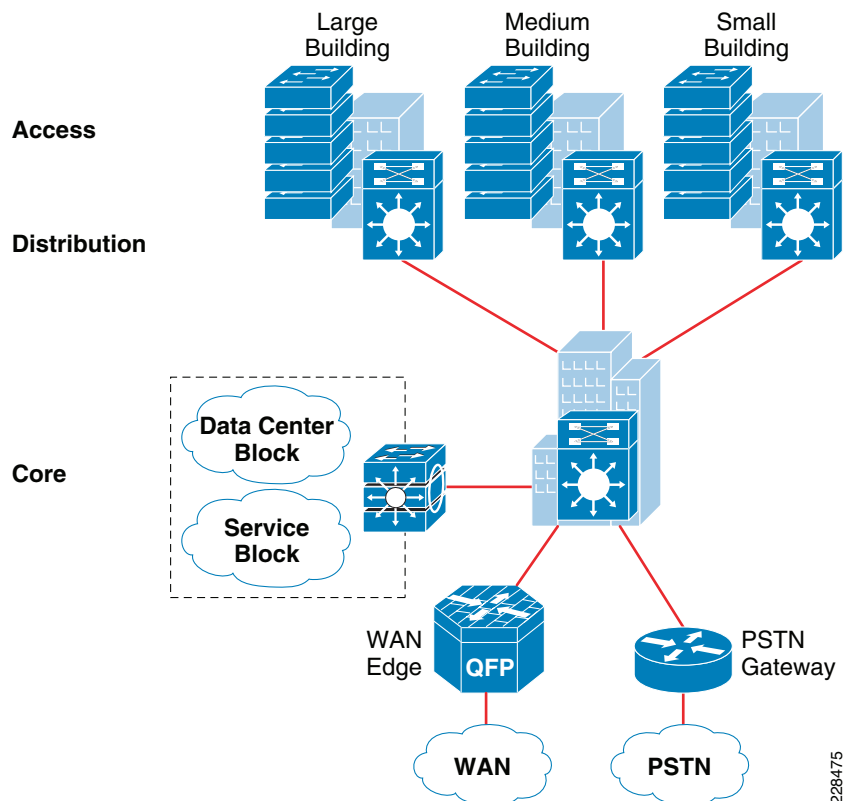 Large
Building
Medium
Building
Small
Building
Access
Distribution
Data Center
Block
Core
Service
Block
WAN
Edge
QFP
PSTN
Gateway
WAN
PSTN
228475